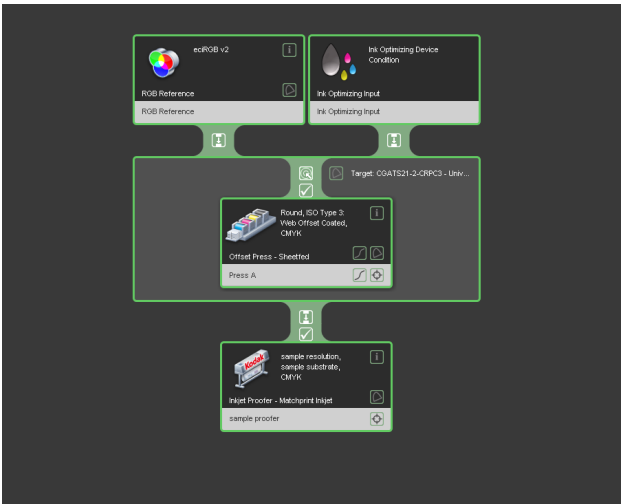 eciRGB v2
i
RGB Reference
RGB Reference
Ink Optimizing Device
Condition
Ink Optimizing Input
Ink Optimizing Input
Target: CGATS21-2-CRPC3 - Univ...
Round, ISO Type 3:
Web Offset Coated,
CMYK
i
Offset Press - Sheetfed
Press A
Kodak
sample resolution,
sample substrate,
CMYK
i
Inkjet Proofer - Matchprint Inkjet
sample proofer